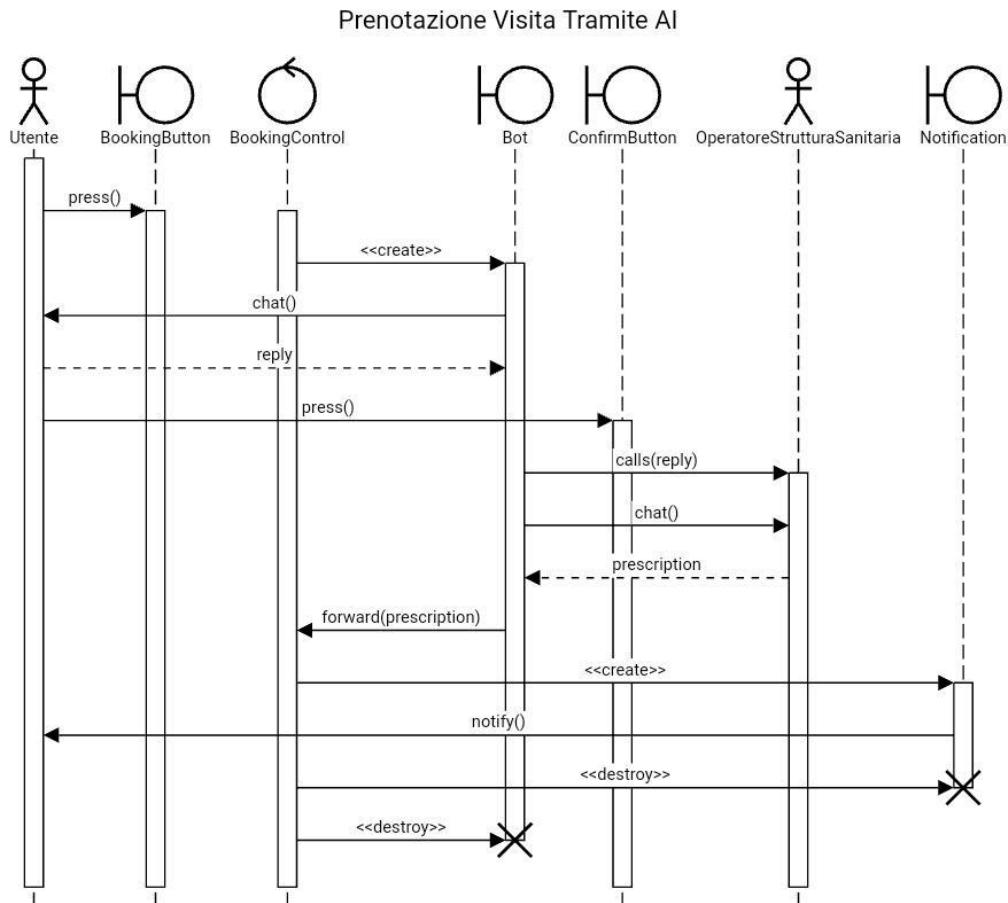 Prenotazione Visita Tramite AI
Utente
BookingButton
BookingControl
Bot
ConfirmButton
OperatoreStrutturaSanitaria
Notification
press()
<<create>>
chat()
reply
press()
calls(reply)
chat()
prescription
forward(prescription)
<<create>>
notify()
<<destroy>>
<<destroy>>